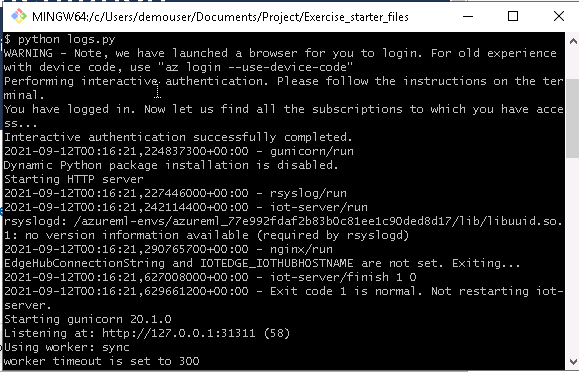 MINGW64:/c/Users/demouser/Documents/Project/Exercise_starter_files
$ python logs.py
WARNING - Note, we have launched a browser for you to login. For old experience
with device code, use "az login --use-device-code"
Performing interactive authentication. Please follow the instructions on the ter
minal.
You have logged in. Now let us find all the subscriptions to which you have acce
ss...
Interactive authentication successfully completed.
2021-09-12T00:16:21,224837300+00:00 - gunicorn/run
Dynamic Python package installation is disabled.
Starting HTTP server
2021-09-12T00:16:21,227446000+00:00 - rsyslog/run
2021-09-12T00:16:21,242114400+00:00 - iot-server/run
rsyslogd: /azureml-envs/azureml_77e992fdaf2b83b0c81ee1c90ded8d17/lib/libuuid.so.
1: no version information available (required by rsyslogd)
2021-09-12T00:16:21,290765700+00:00 - nginx/run
EdgeHubConnectionString and IOTEDGE_IOTHUBHOSTNAME are not set. Exiting...
2021-09-12T00:16:21,627008000+00:00 - iot-server/finish 1 0
2021-09-12T00:16:21,629661200+00:00 - Exit code 1 is normal. Not restarting iot-
server.
Starting gunicorn 20.1.0
Listening at: http://127.0.0.1:31311 (58)
Using worker: sync
worker timeout is set to 300